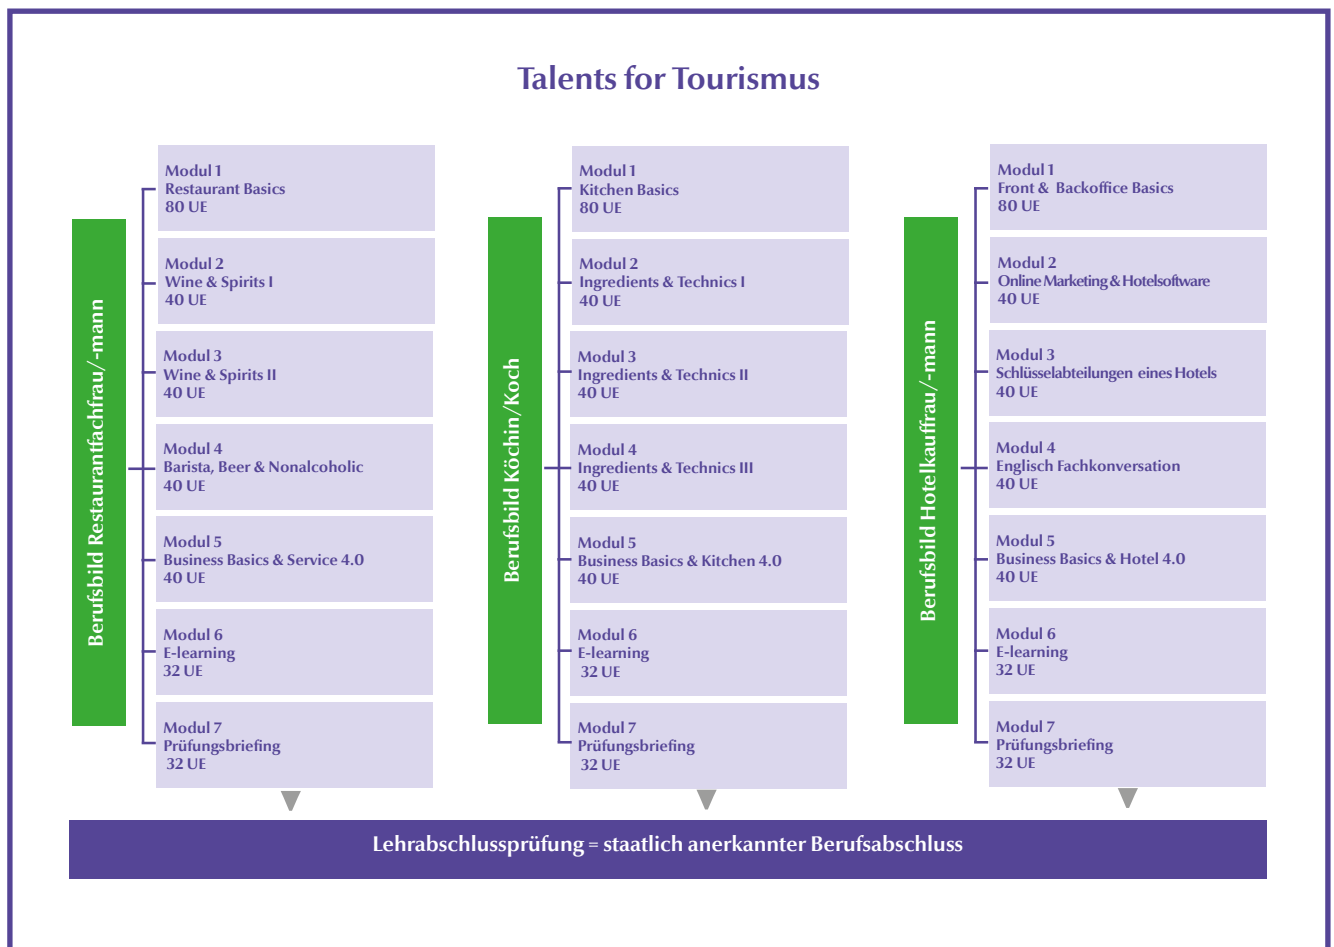 Talents for Tourismus
Berufsbild Restaurantfachfrau/-mann
Modul 1
Restaurant Basics
80 UE
Modul 2
Wine & Spirits I
40 UE
Modul 3
Wine & Spirits II
40 UE
Modul 4
Barista, Beer & Nonalcoholic
40 UE
Modul 5
Business Basics & Service 4.0
40 UE
Modul 6
E-learning
32 UE
Modul 7
Prüfungsbriefing
32 UE
Berufsbild Köchin/Koch
Modul 1
Kitchen Basics
80 UE
Modul 2
Ingredients & Technics I
40 UE
Modul 3
Ingredients & Technics II
40 UE
Modul 4
Ingredients & Technics III
40 UE
Modul 5
Business Basics & Kitchen 4.0
40 UE
Modul 6
E-learning
32 UE
Modul 7
Prüfungsbriefing
32 UE
Berufsbild Hotelkauffrau/-mann
Modul 1
Front & Backoffice Basics
80 UE
Modul 2
Online Marketing & Hotelsoftware
40 UE
Modul 3
Schlüsselabteilungen eines Hotels
40 UE
Modul 4
Englisch Fachkonversation
40 UE
Modul 5
Business Basics & Hotel 4.0
40 UE
Modul 6
E-learning
32 UE
Modul 7
Prüfungsbriefing
32 UE
Lehrabschlussprüfung = staatlich anerkannter Berufsabschluss